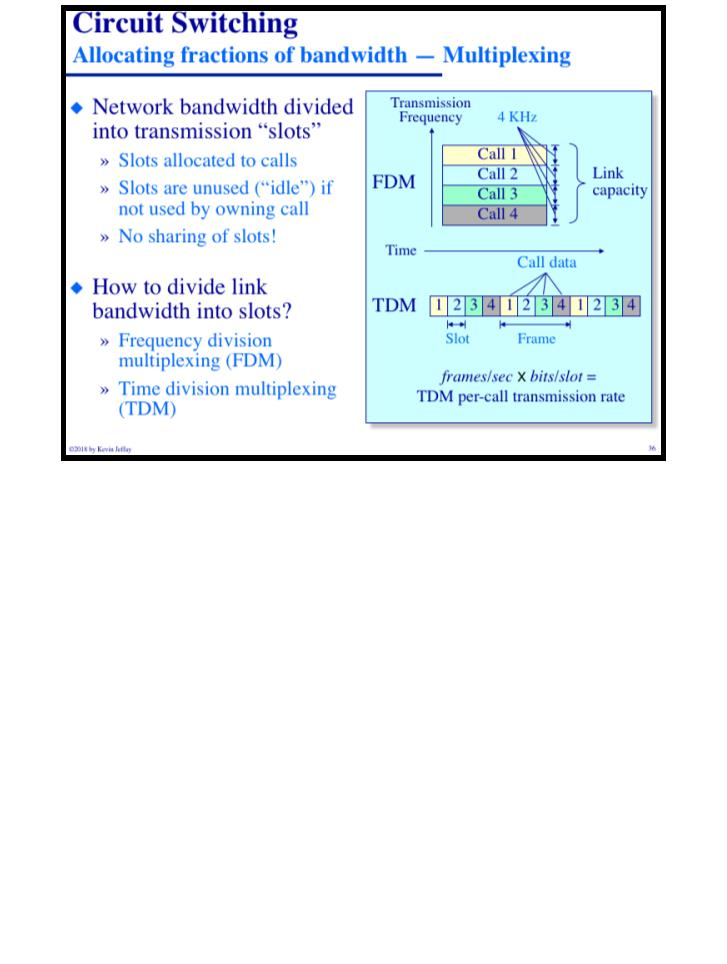 Circuit Switching
Allocating fractions of bandwidth — Multiplexing
◆ Network bandwidth divided
into transmission “slots”
» Slots allocated to calls
» Slots are unused (“idle”) if
not used by owning call
» No sharing of slots!
◆ How to divide link
bandwidth into slots?
» Frequency division
multiplexing (FDM)
» Time division multiplexing
(TDM)
Transmission
Frequency
4 KHz
FDM
Call 1
Call 2
Call 3
Call 4
Link
capacity
Time
Call data
TDM
1 2 3 4 1 2 3 4 1 2 3 4
Slot
Frame
frames/sec X bits/slot =
TDM per-call transmission rate
©2018 by Kevin Jeffay
36